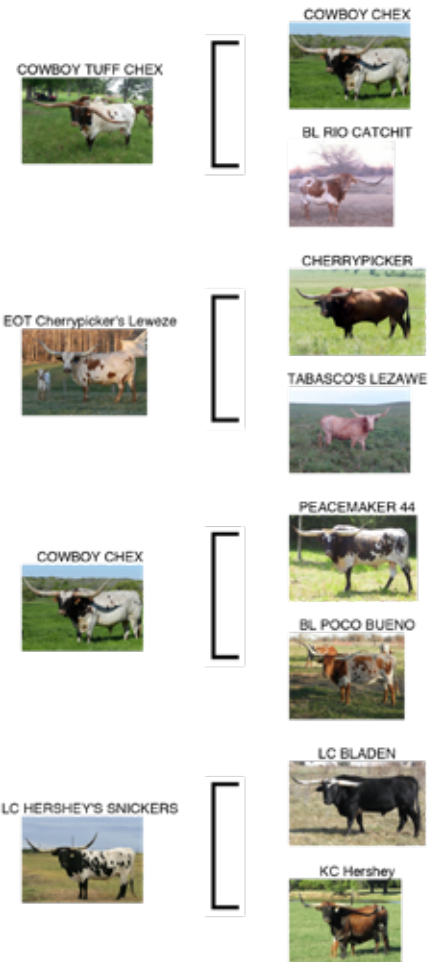 COWBOY CHEX
COWBOY TUFF CHEX
BL RIO CATCHIT
CHERRYPICKER
EOT Cherrypicker's Leweze
TABASCO'S LEZAWE
PEACEMAKER 44
COWBOY CHEX
BL POCO BUENO
LC BLADEN
LC HERSHEY'S SNICKERS
KC Hershey